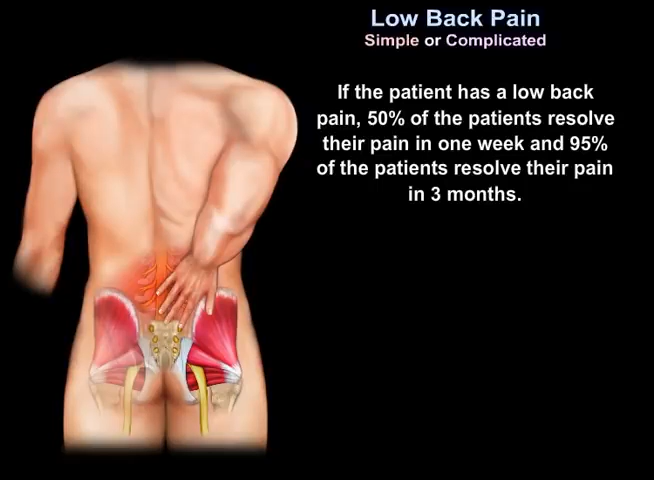 Low Back Pain
Simple or Complicated
If the patient has a low back
pain, 50% of the patients resolve
their pain in one week and 95%
of the patients resolve their pain
in 3 months.